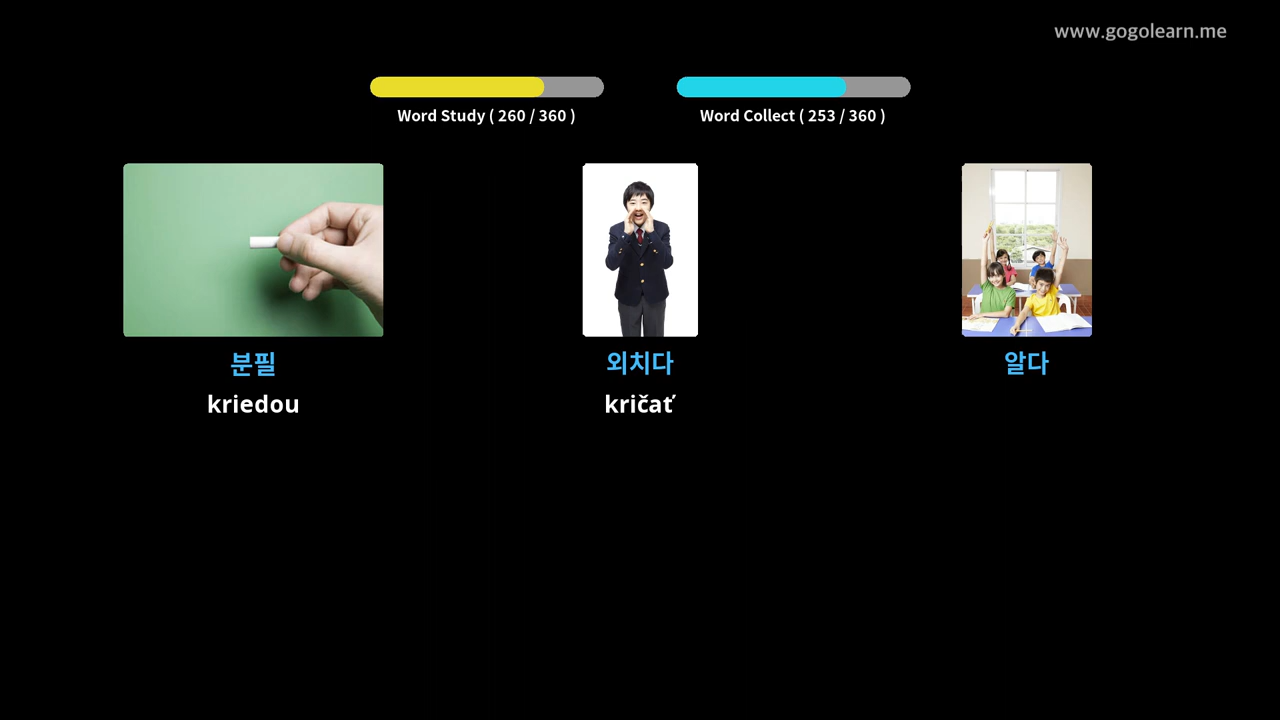 www.gogolearn.me
Word Study ( 260 / 360 )
Word Collect ( 253 / 360 )
분필
외치다
알다
kriedou
kričať